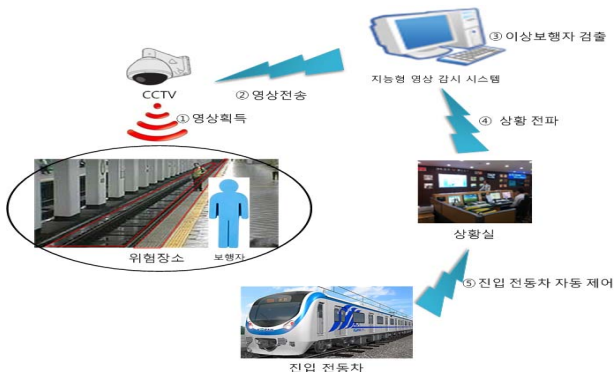 ③ 이상보행자 검출
지능형 영상 감시 시스템
CCTV
② 영상전송
① 영상획득
④ 상황 전파
위험장소
보행자
상황실
⑤ 진입 전동차 자동 제어
진입 전동차